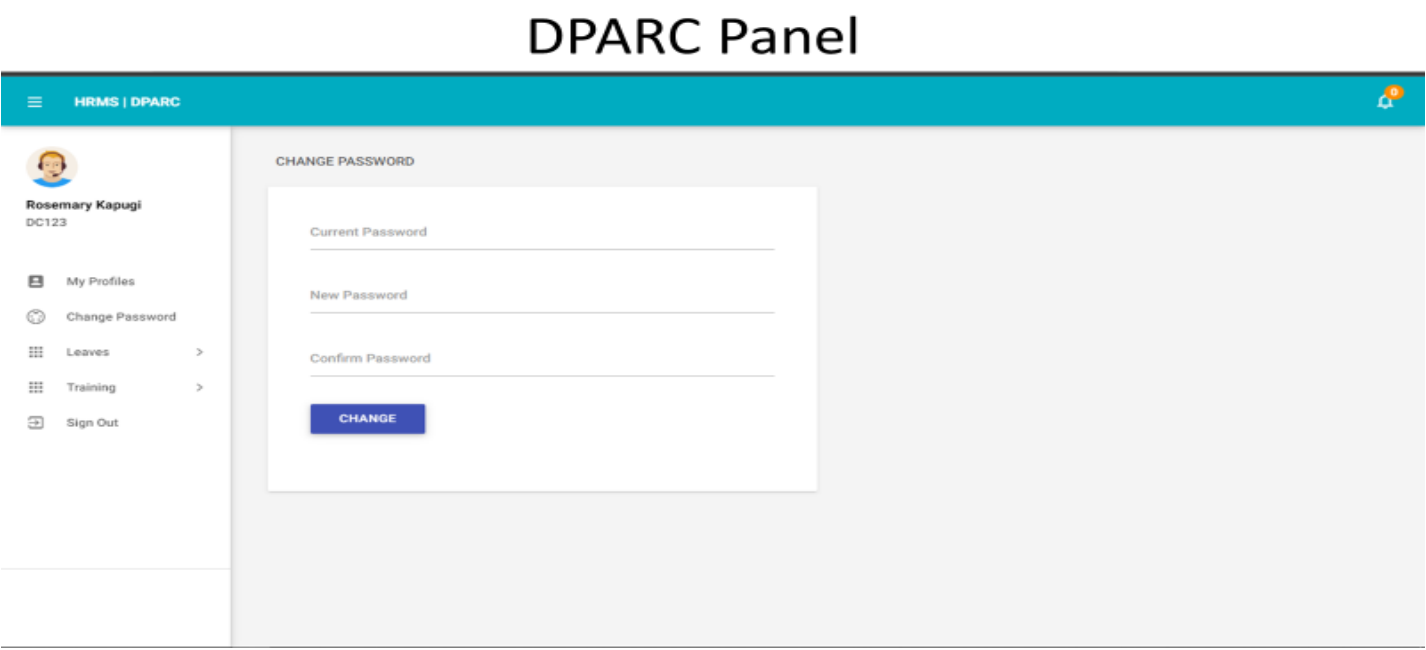 DPARC Panel
HRMS | DPARC
0
Rosemary Kapugi
DC123
My Profiles
Change Password
Leaves >
Training >
Sign Out
CHANGE PASSWORD
Current Password
New Password
Confirm Password
CHANGE